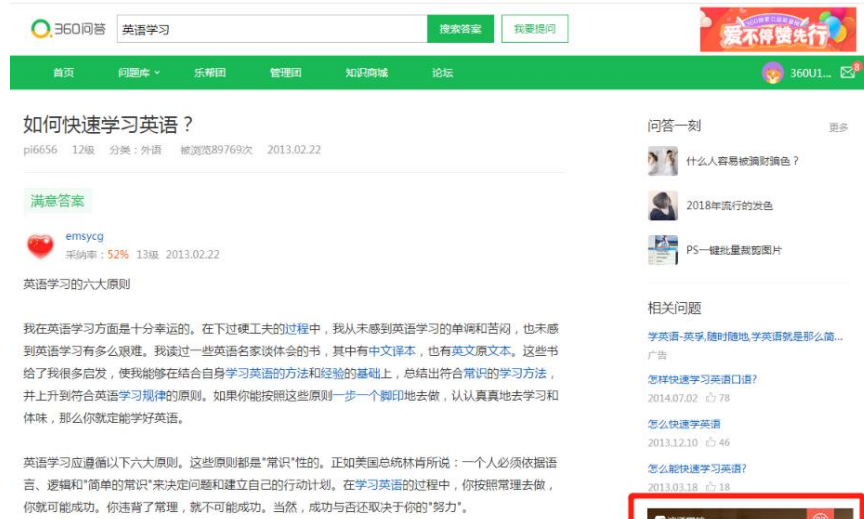 360问答
英语学习
搜索答案
我要提问
爱不停赞先行
首页 问题库 乐帮团 管理团 知识商城 论坛
360U1... 8
如何快速学习英语？
pi6656 12级 分类：外语 被浏览89769次 2013.02.22
满意答案
emsycg
采纳率：52% 13级 2013.02.22
英语学习的六大原则
我在英语学习方面是十分幸运的。在下过硬工夫的过程中，我从未感到英语学习的单调和苦闷，也未感
到英语学习有多么艰难。我读过一些英语名家谈体会的书，其中有中文译本，也有英文原文本。这些书
给了我很多启发，使我能够在结合自身学习英语的方法和经验的基础上，总结出符合常识的学习方法，
并上升到符合英语学习规律的原则。如果你能按照这些原则一步一个脚印地去做，认认真真地去学习和
体味，那么你就定能学好英语。
英语学习应遵循以下六大原则。这些原则都是"常识"性的。正如美国总统林肯所说：一个人必须依据语
言、逻辑和"简单的常识"来决定问题和建立自己的行动计划。在学习英语的过程中，你按照常理去做，
你就可能成功。你违背了常理，就不可能成功。当然，成功与否还取决于你的"努力"。
问答一刻 更多
什么人容易被骗财骗色？
2018年流行的发色
PS一键批量裁剪图片
相关问题
学英语-英孚,随时随地,学英语就是那么简...
广告
怎样快速学习英语口语?
2014.07.02 78
怎么快速学英语
2013.12.10 46
怎么能快速学习英语?
2013.03.18 18